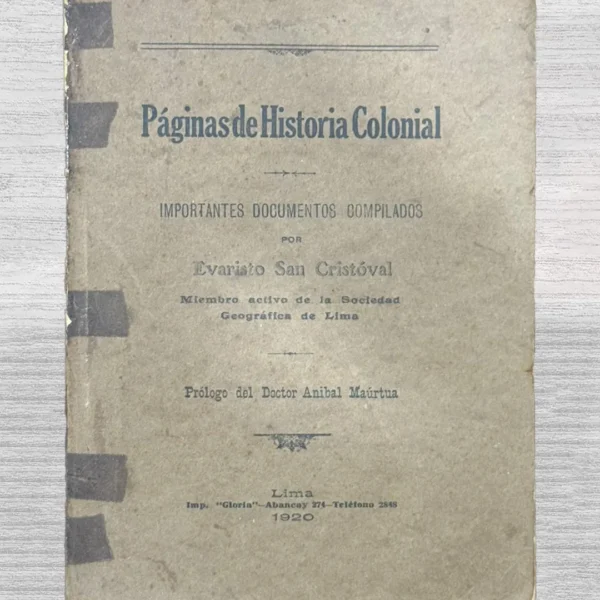 Páginas de Historia Colonial
IMPORTANTES DOCUMENTOS COMPILADOS
POR
Evaristo San Cristóval
Miembro activo de la Sociedad
Geográfica de Lima
Prólogo del Doctor Anibal Maúrtua
Lima
Imp. "Gloria"—Abancay 274—Teléfono 2848
1920